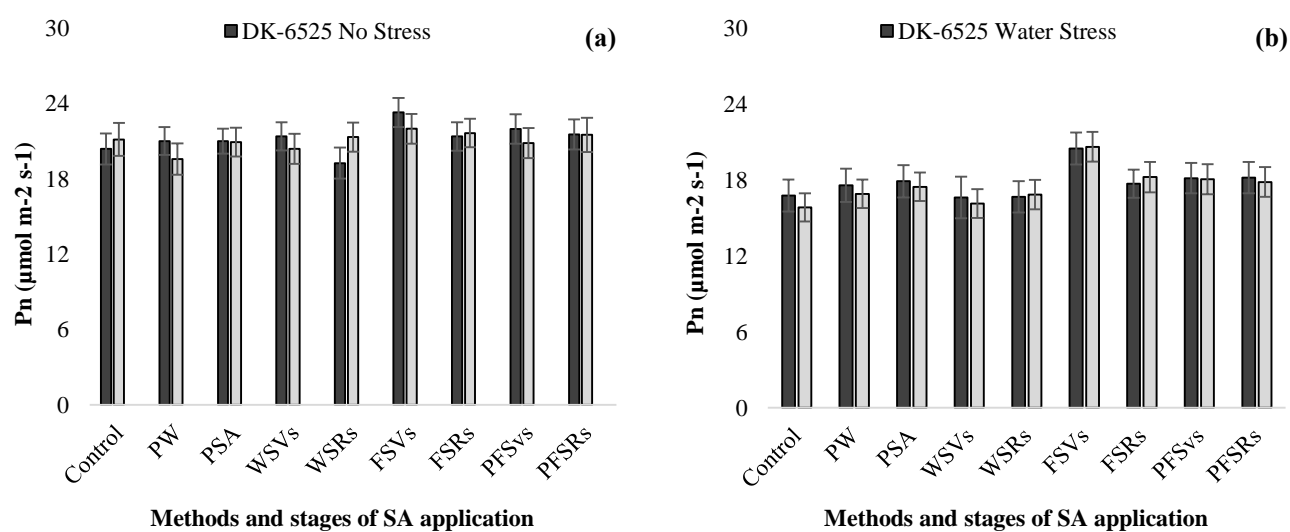 30
DK-6525 No Stress
(a)
24
18
12
6
0
Pn (µmol m-2 s-1)
Control
PW
PSA
WSVs
WSRs
FSVs
FSRs
PFSvs
PFSRs
Methods and stages of SA application
30
DK-6525 Water Stress
(b)
24
18
12
6
0
Pn (µmol m-2 s-1)
Control
PW
PSA
WSVs
WSRs
FSVs
FSRs
PFSvs
PFSRs
Methods and stages of SA application